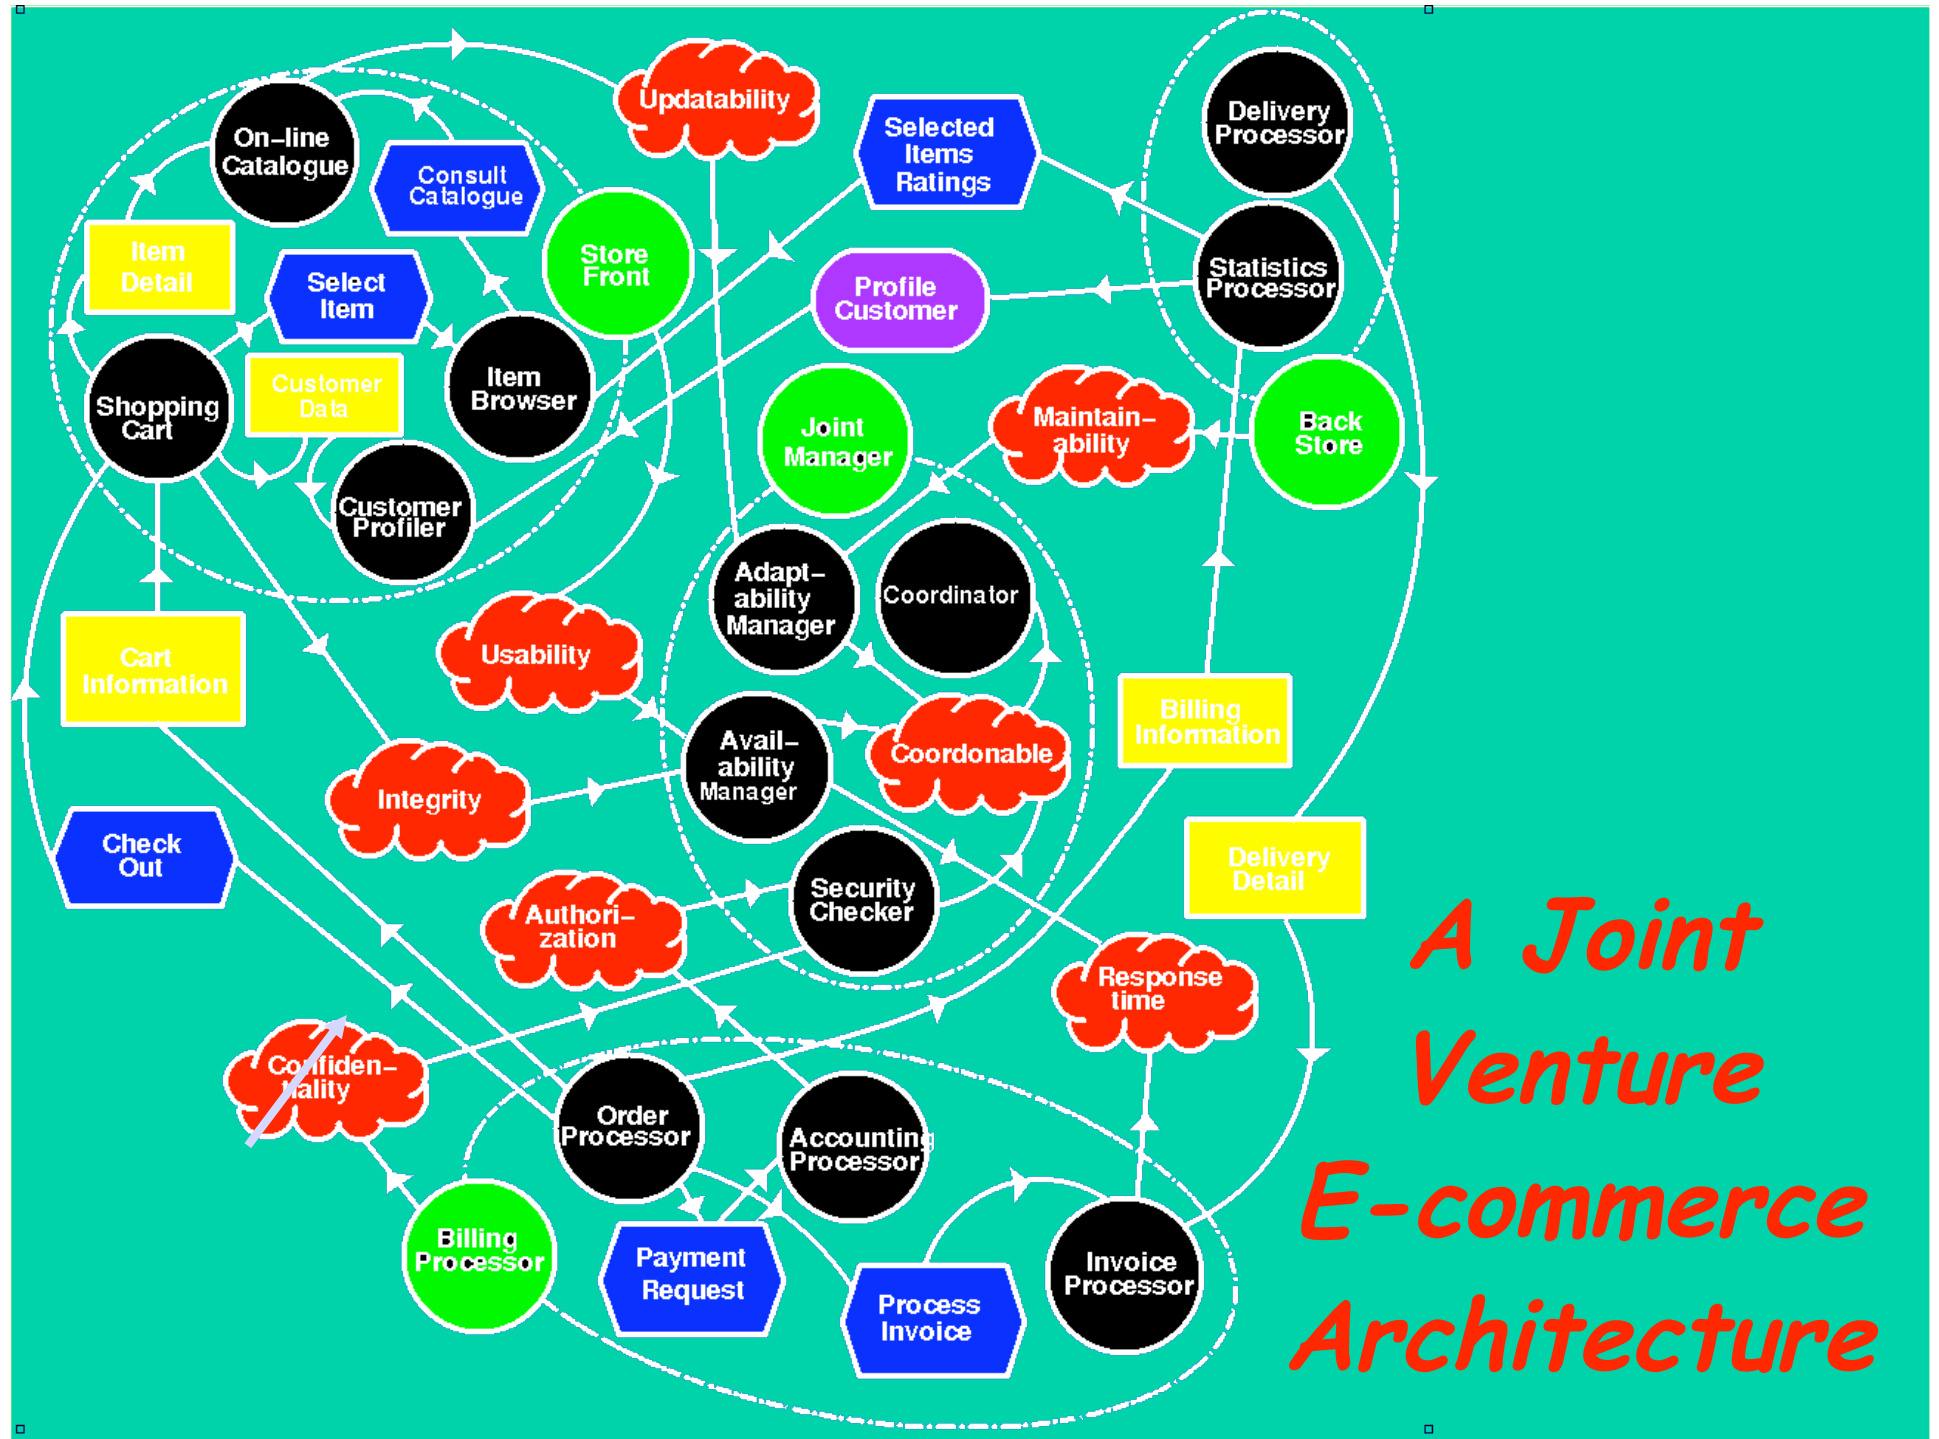 Updatability
On–line
Catalogue
Consult
Catalogue
Selected
Items
Ratings
Delivery
Processor
Item
Detail
Select
Item
Store
Front
Profile
Customer
Statistics
Processor
Shopping
Cart
Customer
Data
Item
Browser
Joint
Manager
Maintain–
ability
Back
Store
Customer
Profiler
Adapt–
ability
Manager
Coordinator
Cart
Information
Usability
Billing
Information
Avail–
ability
Manager
Coordonable
Integrity
Check
Out
Delivery
Detail
Security
Checker
Authori–
zation
Response
time
Confiden–
tiality
Order
Processor
Accounting
Processor
Billing
Processor
Payment
Request
Process
Invoice
Invoice
Processor
A Joint
Venture
E-commerce
Architecture